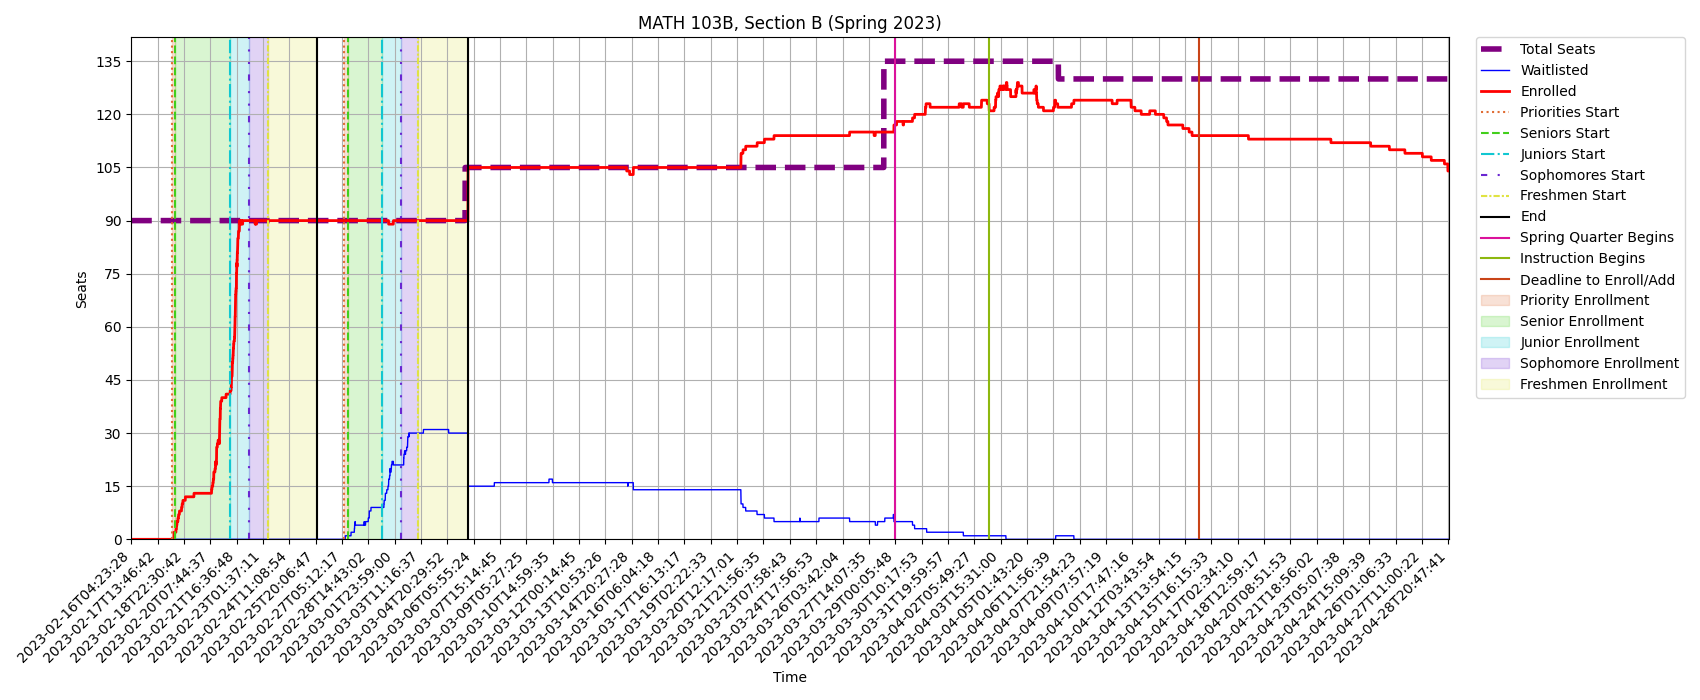 MATH 103B, Section B (Spring 2023)
Seats
135
120
105
90
75
60
45
30
15
0
2023-02-16T04:23:28
2023-02-17T13:46:42
2023-02-18T22:30:42
2023-02-20T07:44:37
2023-02-21T16:36:48
2023-02-23T01:37:11
2023-02-24T11:08:54
2023-02-25T20:06:47
2023-02-27T05:12:17
2023-02-28T14:43:02
2023-03-01T23:59:00
2023-03-03T11:16:37
2023-03-04T20:29:52
2023-03-06T05:55:24
2023-03-07T15:14:45
2023-03-09T05:27:25
2023-03-10T14:59:35
2023-03-12T00:14:45
2023-03-13T10:53:26
2023-03-14T20:27:28
2023-03-16T06:04:18
2023-03-17T16:13:17
2023-03-19T02:22:33
2023-03-20T12:17:01
2023-03-21T21:56:35
2023-03-23T07:58:43
2023-03-24T17:56:53
2023-03-26T03:42:04
2023-03-27T14:07:35
2023-03-29T00:05:48
2023-03-30T10:17:53
2023-03-31T20:59:57
2023-04-02T05:49:27
2023-04-03T15:31:00
2023-04-05T01:43:20
2023-04-06T11:56:39
2023-04-07T21:54:23
2023-04-09T07:57:19
2023-04-10T17:47:16
2023-04-12T03:43:54
2023-04-13T13:54:15
2023-04-15T16:15:33
2023-04-17T02:34:10
2023-04-18T12:59:17
2023-04-20T08:51:53
2023-04-21T18:56:02
2023-04-23T05:07:38
2023-04-24T15:09:39
2023-04-26T01:06:33
2023-04-27T11:00:22
2023-04-28T20:47:41
Time
Total Seats
Waitlisted
Enrolled
Priorities Start
Seniors Start
Juniors Start
Sophomores Start
Freshmen Start
End
Spring Quarter Begins
Instruction Begins
Deadline to Enroll/Add
Priority Enrollment
Senior Enrollment
Junior Enrollment
Sophomore Enrollment
Freshmen Enrollment